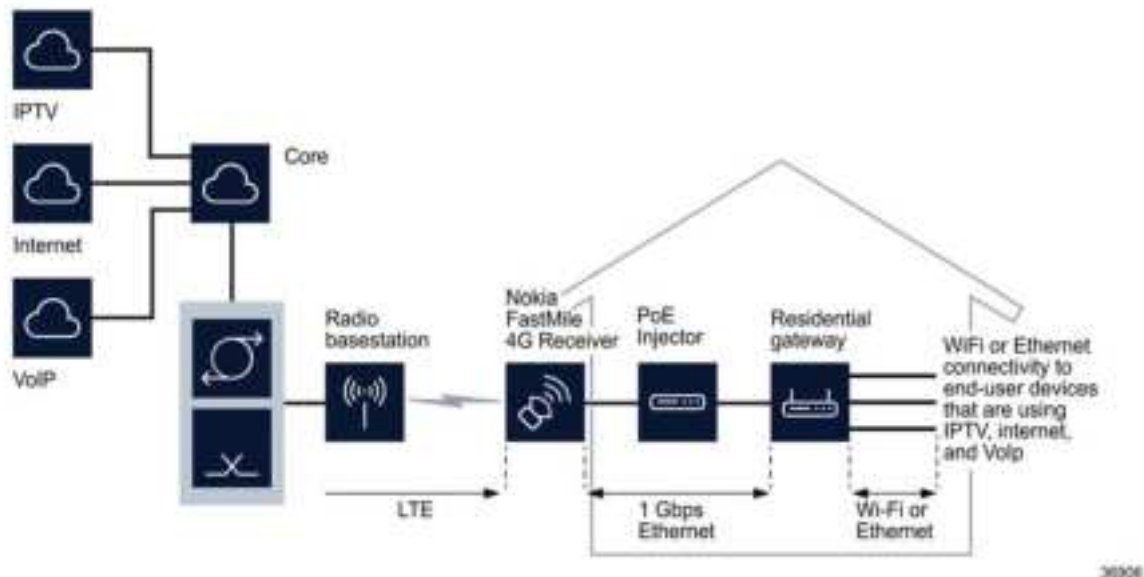 IPTV
Core
Internet
VoIP
Radio
basestation
Nokia
FastMile
4G Receiver
PoE
Injector
Residential
gateway
WiFi or Ethernet
connectivity to
end-user devices
that are using
IPTV, internet,
and VoIp
LTE
1 Gbps
Ethernet
Wi-Fi or
Ethernet